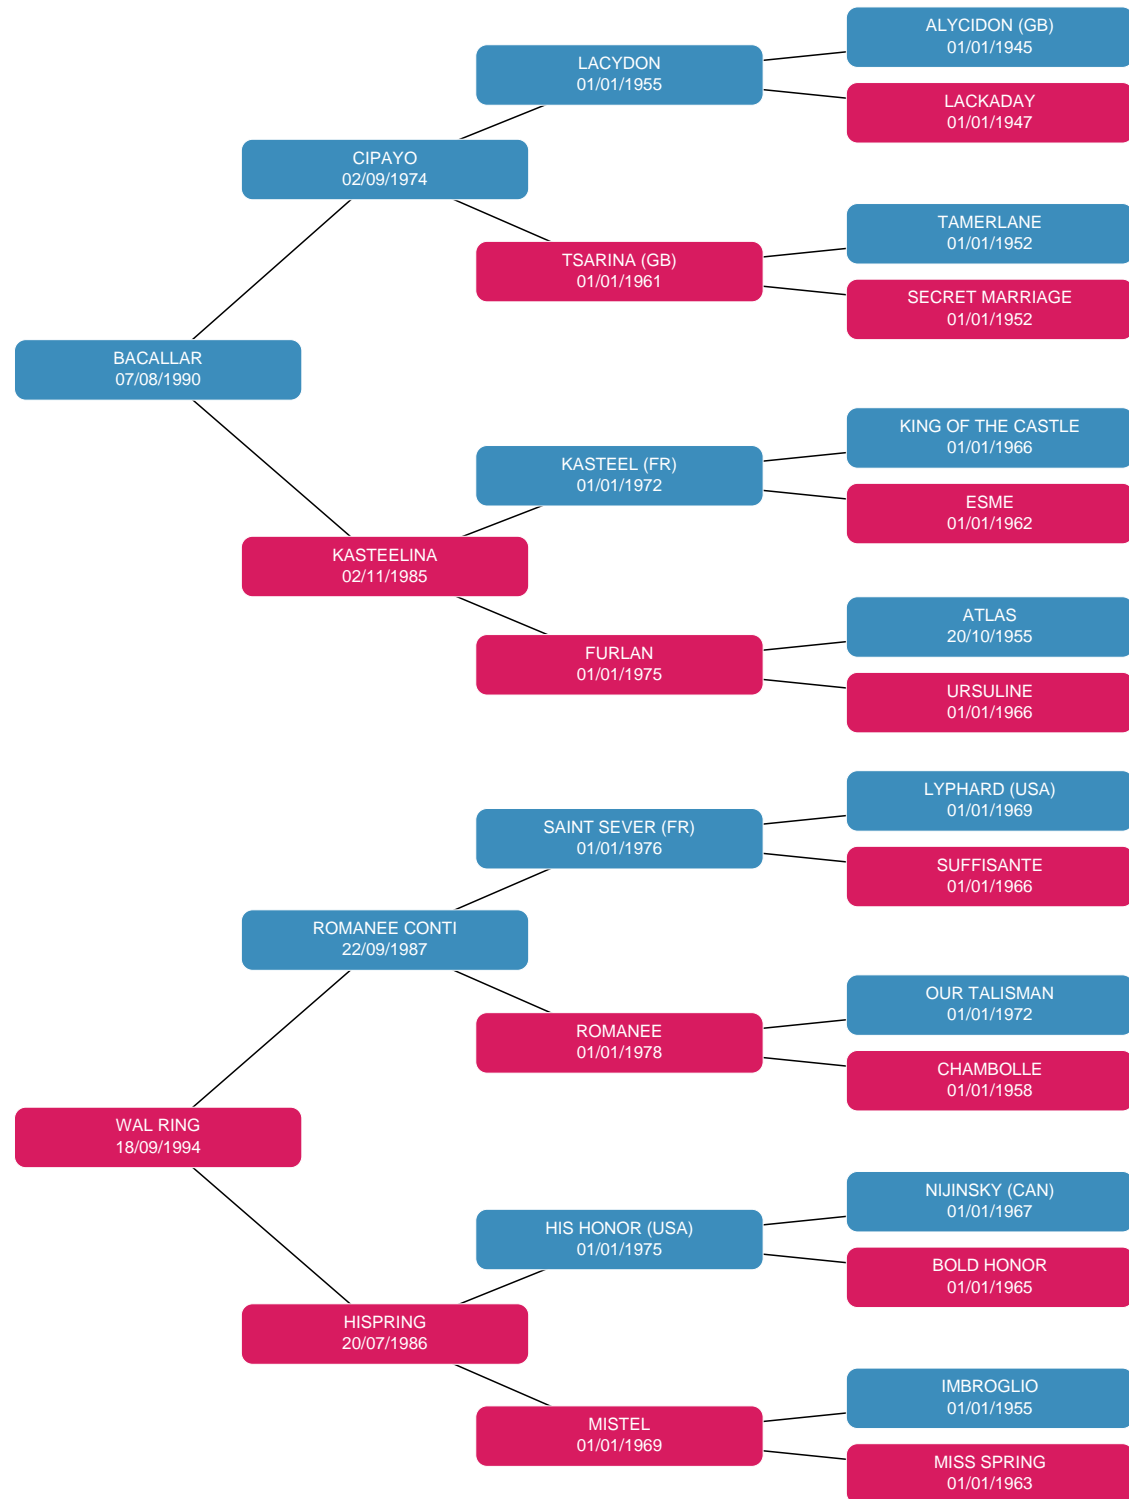 ALYCIDON (GB)
01/01/1945
LACYDON
01/01/1955
LACKADAY
01/01/1947
CIPAYO
02/09/1974
TAMERLANE
01/01/1952
TSARINA (GB)
01/01/1961
SECRET MARRIAGE
01/01/1952
BACALLAR
07/08/1990
KING OF THE CASTLE
01/01/1966
KASTEEL (FR)
01/01/1972
ESME
01/01/1962
KASTEELINA
02/11/1985
ATLAS
20/10/1955
FURLAN
01/01/1975
URSULINE
01/01/1966
LYPHARD (USA)
01/01/1969
SAINT SEVER (FR)
01/01/1976
SUFFISANTE
01/01/1966
ROMANEE CONTI
22/09/1987
OUR TALISMAN
01/01/1972
ROMANEE
01/01/1978
CHAMBOLLE
01/01/1958
WAL RING
18/09/1994
NIJINSKY (CAN)
01/01/1967
HIS HONOR (USA)
01/01/1975
BOLD HONOR
01/01/1965
HISPRING
20/07/1986
IMBROGLIO
01/01/1955
MISTEL
01/01/1969
MISS SPRING
01/01/1963